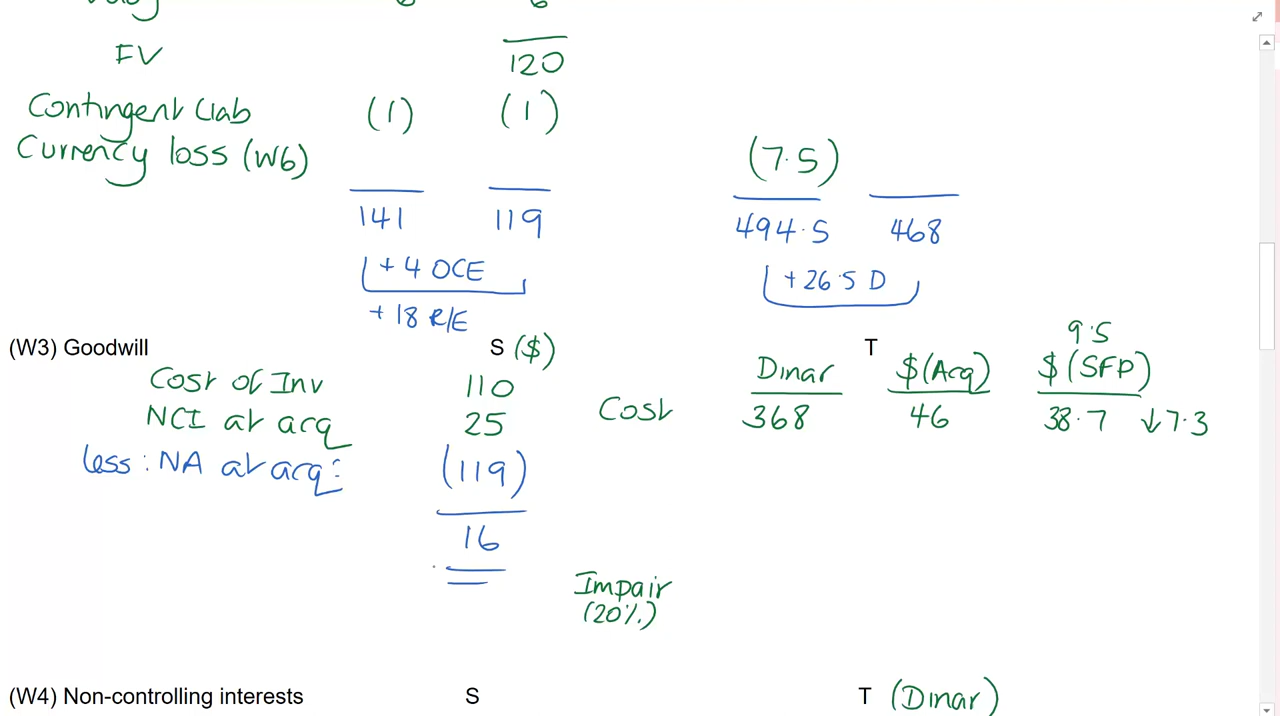 FV 120
Contingent Liab (1) (1)
Currency loss (W6) (7.5)
141 119 494.5 468
+ 4 OCE + 26.5 D
+ 18 R/E
9.5
(W3) Goodwill S ($) T
Cost of Inv 110 Dinar $(Acq) $(SFP)
NCI at acq 25 Cost 368 46 38.7 ↓7.3
less: NA at acq: (119)
16
Impair
(20%)
(W4) Non-controlling interests S T (Dinar)